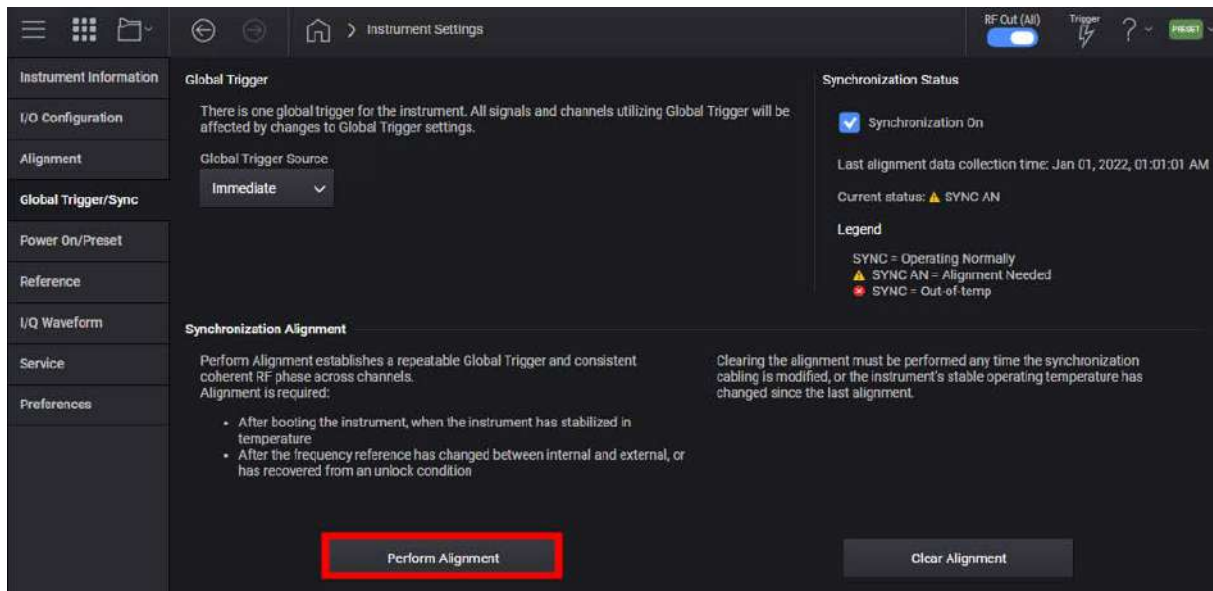 Instrument Settings
RF Out (All)
Trigger
?
PRESET
Instrument Information
I/O Configuration
Alignment
Global Trigger/Sync
Power On/Preset
Reference
I/Q Waveform
Service
Preferences
Global Trigger
There is one global trigger for the instrument. All signals and channels utilizing Global Trigger will be
affected by changes to Global Trigger settings.
Global Trigger Source
Immediate
Synchronization Status
Synchronization On
Last alignment data collection time: Jan 01, 2022, 01:01:01 AM
Current status: SYNC AN
Legend
SYNC = Operating Normally
SYNC AN = Alignment Needed
SYNC = Out-of-temp
Synchronization Alignment
Perform Alignment establishes a repeatable Global Trigger and consistent
coherent RF phase across channels.
Alignment is required:
• After booting the instrument, when the instrument has stabilized in
temperature
• After the frequency reference has changed between internal and external, or
has recovered from an unlock condition
Clearing the alignment must be performed any time the synchronization
cabling is modified, or the instrument's stable operating temperature has
changed since the last alignment.
Perform Alignment
Clear Alignment